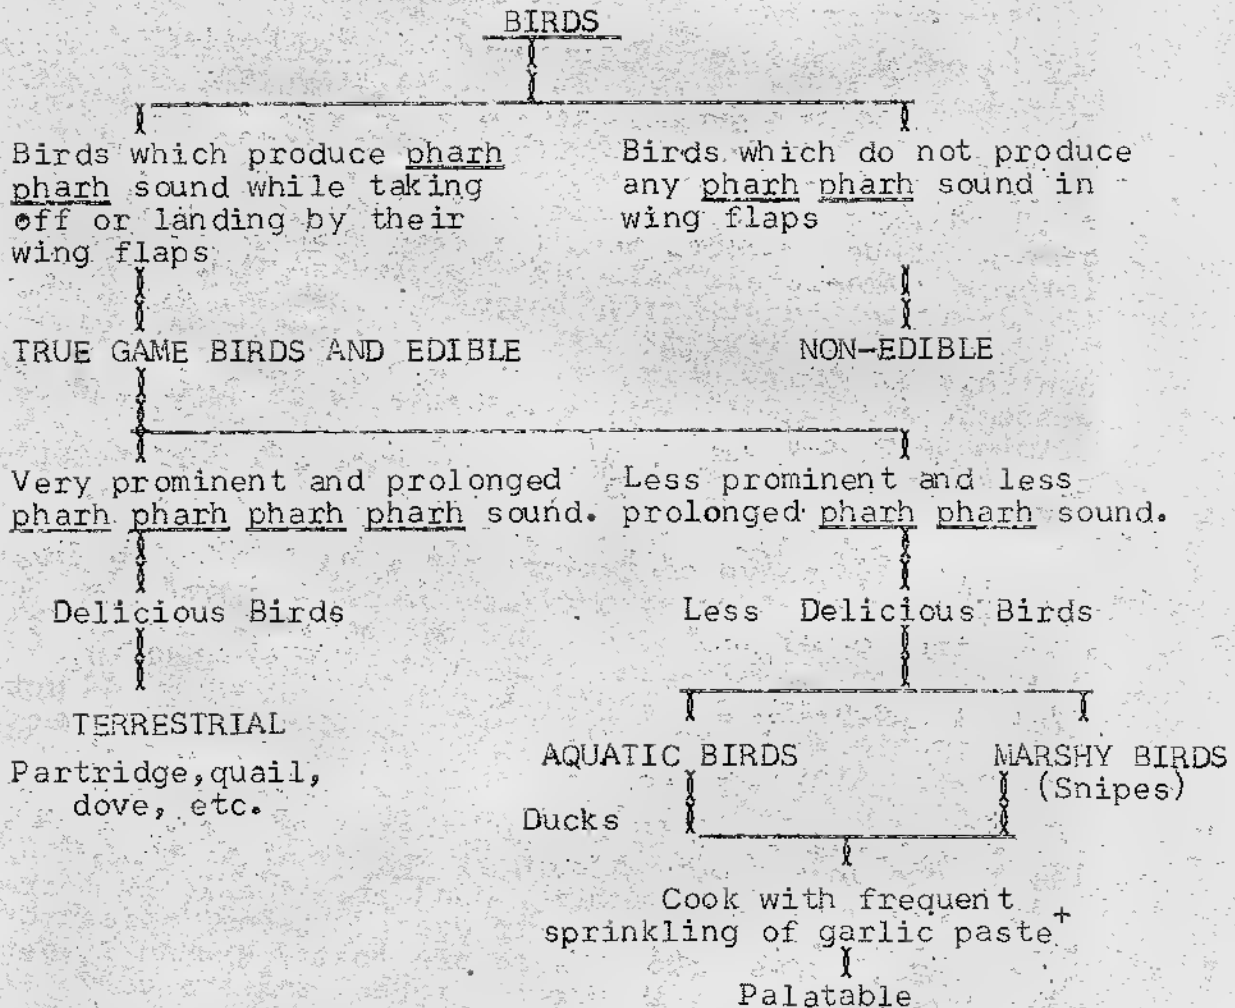 BIRDS
Birds which produce pharh
pharh sound while taking
off or landing by their
wing flaps
Birds which do not produce
any pharh pharh sound in
wing flaps
TRUE GAME BIRDS AND EDIBLE
NON-EDIBLE
Very prominent and prolonged
pharh pharh pharh pharh sound.
Less prominent and less
prolonged pharh pharh sound.
Delicious Birds
Less Delicious Birds
TERRESTRIAL
Partridge, quail,
dove, etc.
AQUATIC BIRDS
Ducks
MARSHY BIRDS
(Snipes)
Cook with frequent
sprinkling of garlic paste+
Palatable